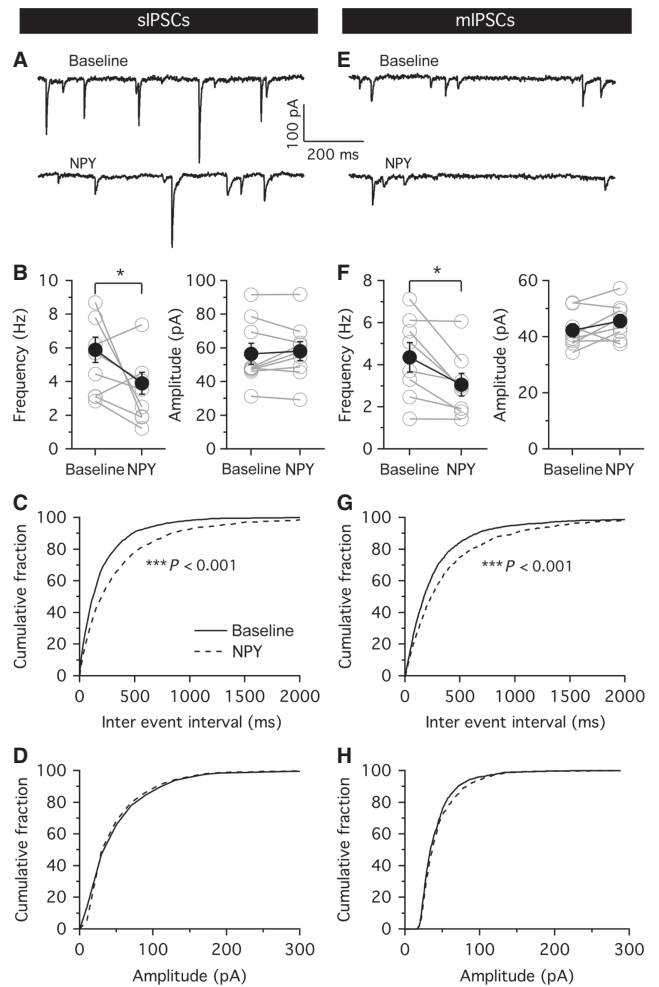 sIPSCs
mIPSCs
A
Baseline
NPY
100 pA
200 ms
E
Baseline
NPY
B
Frequency (Hz)
10
8
6
4
2
0
*
Baseline NPY
Amplitude (pA)
100
80
60
40
20
0
Baseline NPY
F
Frequency (Hz)
8
6
4
2
0
*
Baseline NPY
Amplitude (pA)
60
40
20
0
Baseline NPY
C
Cumulative fraction
100
80
60
40
20
0
*** P < 0.001
Baseline
NPY
0 500 1000 1500 2000
Inter event interval (ms)
G
Cumulative fraction
100
80
60
40
20
0
*** P < 0.001
0 500 1000 1500 2000
Inter event interval (ms)
D
Cumulative fraction
100
80
60
40
20
0
0 100 200 300
Amplitude (pA)
H
Cumulative fraction
100
80
60
40
20
0
0 100 200 300
Amplitude (pA)